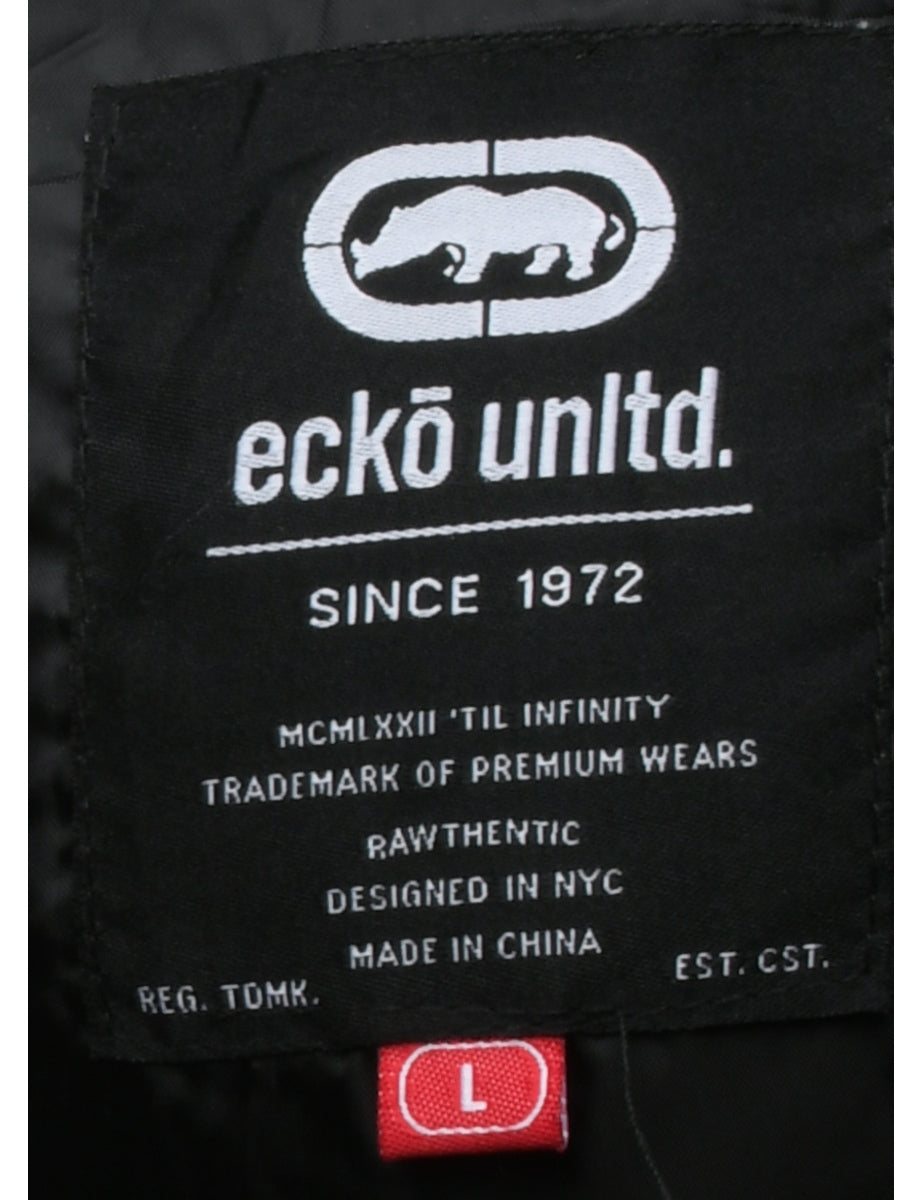 eckō unltd.
SINCE 1972
MCMLXXII 'TIL INFINITY
TRADEMARK OF PREMIUM WEARS
RAWTHENTIC
DESIGNED IN NYC
MADE IN CHINA
REG. TDMK. EST. CST.
L